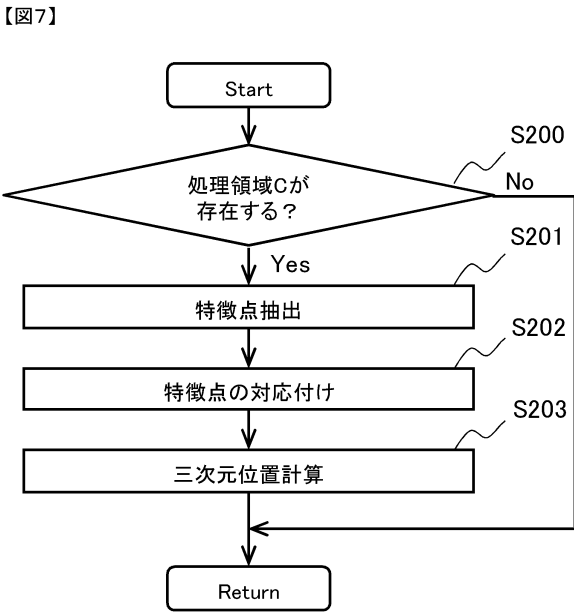 【図7】
Start
S200
処理領域Cが
存在する?
No
Yes
S201
特徴点抽出
S202
特徴点の対応付け
S203
三次元位置計算
Return